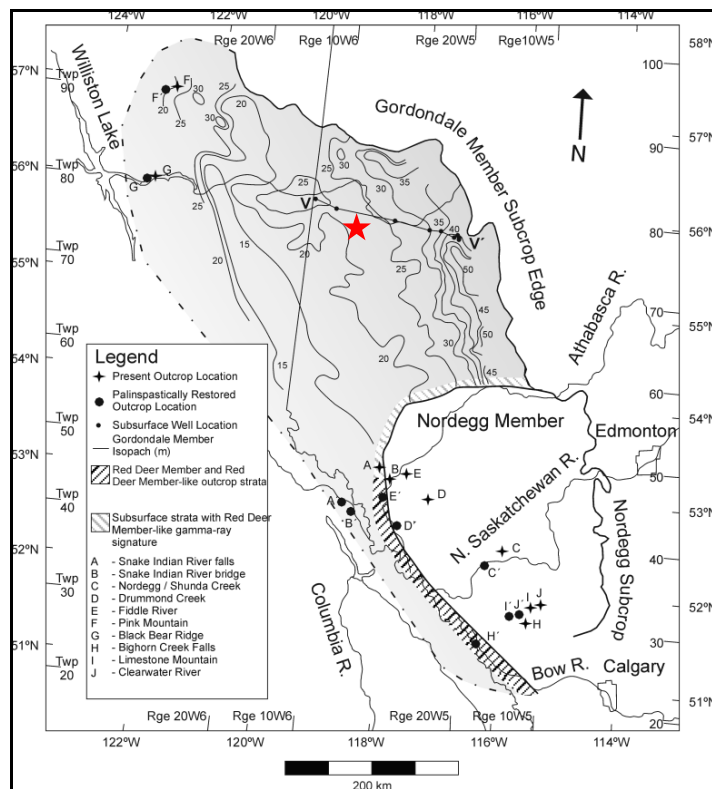 124°W 122°W 120°W 118°W 116°W 114°W
Rge 20W6 Rge 10W6 Rge 20W5 Rge10W5
57°N Twp 90
56°N Twp 80
Twp 70
55°N
Twp 60
54°N
Twp 50
53°N
Twp 40
52°N
Twp 30
51°N
Twp 20
58°N
100
57°N
90
56°N
80
70
55°N
60
54°N
50
53°N
40
52°N
30
51°N
20
Williston Lake
Gordondale Member Subcrop Edge
N
F´ F
G´ G
V V´
20 25 30 25 30 20
25 20 15 20 15
25 30 35 30 25 20
35 40 50 45 50 45
25 30 20
Athabasca R.
Nordegg Member
Edmonton
N. Saskatchewan R.
Nordegg Subcrop
Columbia R.
Bow R.
Calgary
A B E
A´ B´ E´ D
D´
C
C´
I´ J´ I J
H
H´
Legend
Present Outcrop Location
Palinspastically Restored
Outcrop Location
Subsurface Well Location
Gordondale Member
Isopach (m)
Red Deer Member and Red
Deer Member-like outcrop strata
Subsurface strata with Red Deer
Member-like gamma-ray
signature
A - Snake Indian River falls
B - Snake Indian River bridge
C - Nordegg / Shunda Creek
D - Drummond Creek
E - Fiddle River
F - Pink Mountain
G - Black Bear Ridge
H - Bighorn Creek Falls
I - Limestone Mountain
J - Clearwater River
Rge 20W6 Rge 10W6 Rge 20W5 Rge 10W5
122°W 120°W 118°W 116°W 114°W
200 km